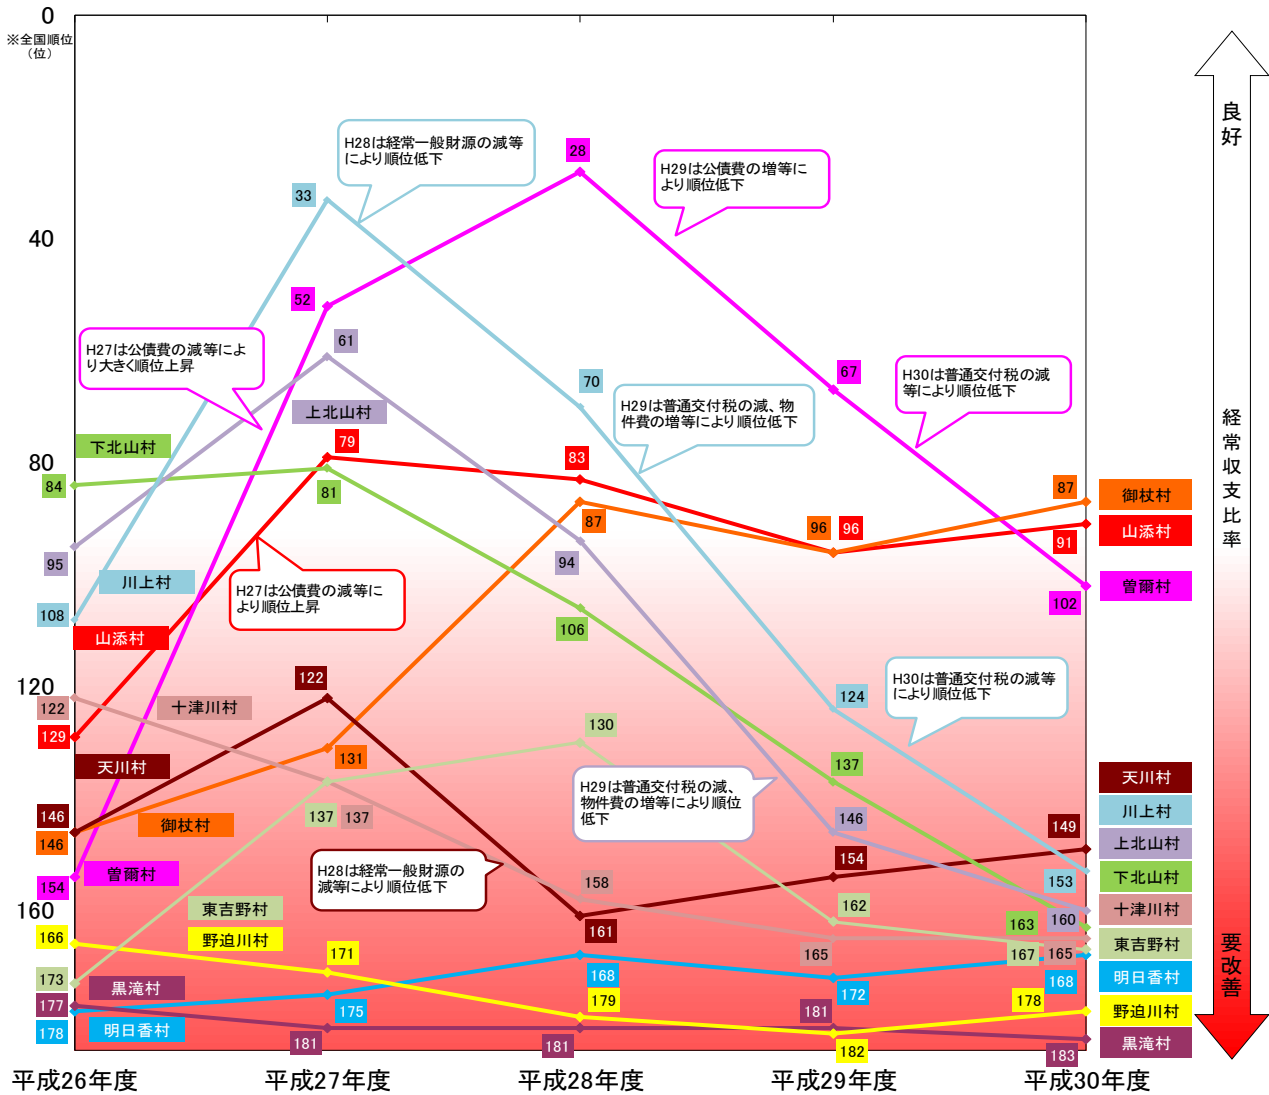 0
※全国順位
（位）
40
80
120
160
H28は経常一般財源の減等
により順位低下
H29は公債費の増等に
より順位低下
H27は公債費の減等によ
り大きく順位上昇
H29は普通交付税の減、物
件費の増等により順位低下
H30は普通交付税の減
等により順位低下
H27は公債費の減等に
より順位上昇
H30は普通交付税の減等
により順位低下
H29は普通交付税の減、
物件費の増等により順位
低下
H28は経常一般財源の
減等により順位低下
下北山村
上北山村
川上村
山添村
十津川村
天川村
御杖村
曽爾村
東吉野村
野迫川村
黒滝村
明日香村
84
95
108
122
129
146
146
154
166
173
177
178
33
52
61
79
81
122
131
137
137
171
175
181
28
70
83
87
94
106
130
158
161
168
179
181
67
96
96
124
137
146
154
162
165
172
181
182
87
91
102
149
153
160
163
165
167
168
178
183
御杖村
山添村
曽爾村
天川村
川上村
上北山村
下北山村
十津川村
東吉野村
明日香村
野迫川村
黒滝村
良好
経常収支比率
要改善
平成26年度
平成27年度
平成28年度
平成29年度
平成30年度